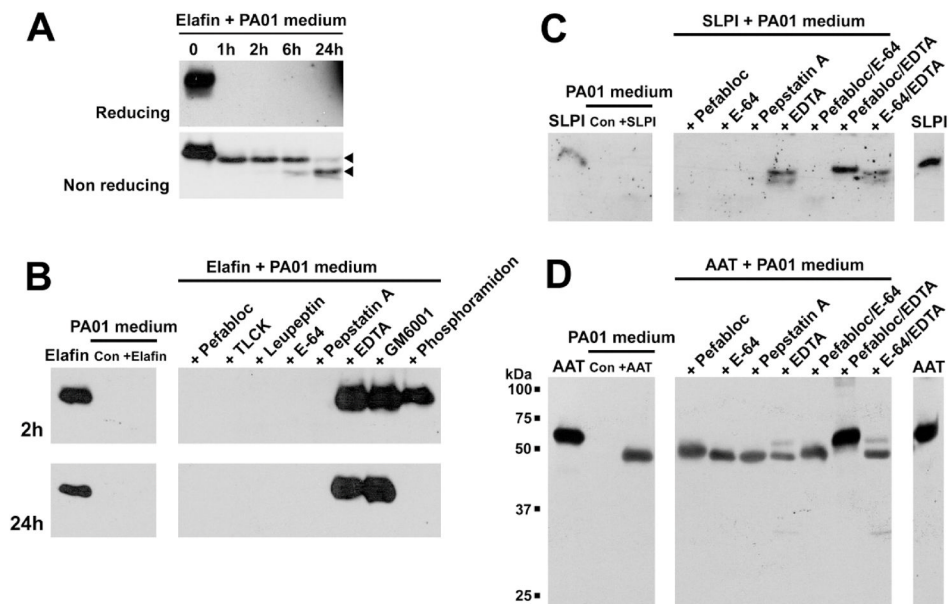 A
Elafin + PA01 medium
0 1h 2h 6h 24h
Reducing
Non reducing
B
Elafin + PA01 medium
PA01 medium
Elafin Con +Elafin
+ Pefabloc
+ TLCK
+ Leupeptin
+ E-64
+ Pepstatin A
+ EDTA
+ GM6001
+ Phosphoramidon
2h
24h
C
SLPI + PA01 medium
PA01 medium
SLPI Con +SLPI
+ Pefabloc
+ E-64
+ Pepstatin A
+ EDTA
+ Pefabloc/E-64
+ Pefabloc/EDTA
+ E-64/EDTA
SLPI
D
AAT + PA01 medium
PA01 medium
kDa
AAT Con +AAT
+ Pefabloc
+ E-64
+ Pepstatin A
+ EDTA
+ Pefabloc/E-64
+ Pefabloc/EDTA
+ E-64/EDTA
AAT
100
75
50
37
25